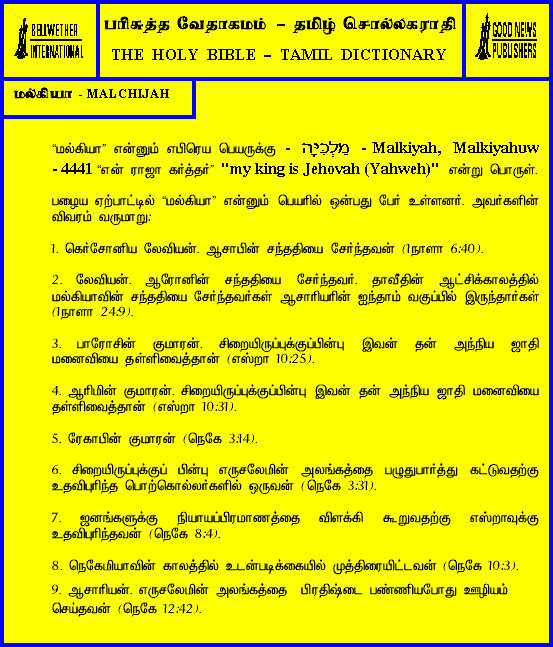 BELLWETHER
INTERNATIONAL
பரிசுத்த வேதாகமம் – தமிழ் சொல்லகராதி
THE HOLY BIBLE – TAMIL DICTIONARY
GOOD NEWS
PUBLISHERS
மல்கியா - MALCHIJAH
“மல்கியா” என்னும் எபிரெய பெயருக்கு - מַלְכִּיָּה - Malkiyah, Malkiyahuw
- 4441 “என் ராஜா கர்த்தர்” "my king is Jehovah (Yahweh)" என்று பொருள்.
பழைய ஏற்பாட்டில் “மல்கியா” என்னும் பெயரில் ஒன்பது பேர் உள்ளனர். அவர்களின்
விவரம் வருமாறு:
1. கெர்சோனிய லேவியன். ஆசாபின் சந்ததியை சேர்ந்தவன் (1நாளா 6:40).
2. லேவியன். ஆரோனின் சந்ததியை சேர்ந்தவர். தாவீதின் ஆட்சிக்காலத்தில்
மல்கியாவின் சந்ததியை சேர்ந்தவர்கள் ஆசாரியரின் ஐந்தாம் வகுப்பில் இருந்தார்கள்
(1நாளா 24:9).
3. பாரோசின் குமாரன். சிறையிருப்புக்குப்பின்பு இவன் தன் அந்நிய ஜாதி
மனைவியை தள்ளிவைத்தான் (எஸ்றா 10:25).
4. ஆரிமின் குமாரன். சிறையிருப்புக்குப்பின்பு இவன் தன் அந்நிய ஜாதி மனைவியை
தள்ளிவைத்தான் (எஸ்றா 10:31).
5. ரேகாபின் குமாரன் (நெகே 3:14).
6. சிறையிருப்புக்குப் பின்பு எருசலேமின் அலங்கத்தை பழுதுபார்த்து கட்டுவதற்கு
உதவிபுரிந்த பொற்கொல்லர்களில் ஒருவன் (நெகே 3:31).
7. ஜனங்களுக்கு நியாயப்பிரமாணத்தை விளக்கி கூறுவதற்கு எஸ்றாவுக்கு
உதவிபுரிந்தவன் (நெகே 8:4).
8. நெகேமியாவின் காலத்தில் உடன்படிக்கையில் முத்திரையிட்டவன் (நெகே 10:3).
9. ஆசாரியன். எருசலேமின் அலங்கத்தை பிரதிஷ்டை பண்ணியபோது ஊழியம்
செய்தவன் (நெகே 12:42).